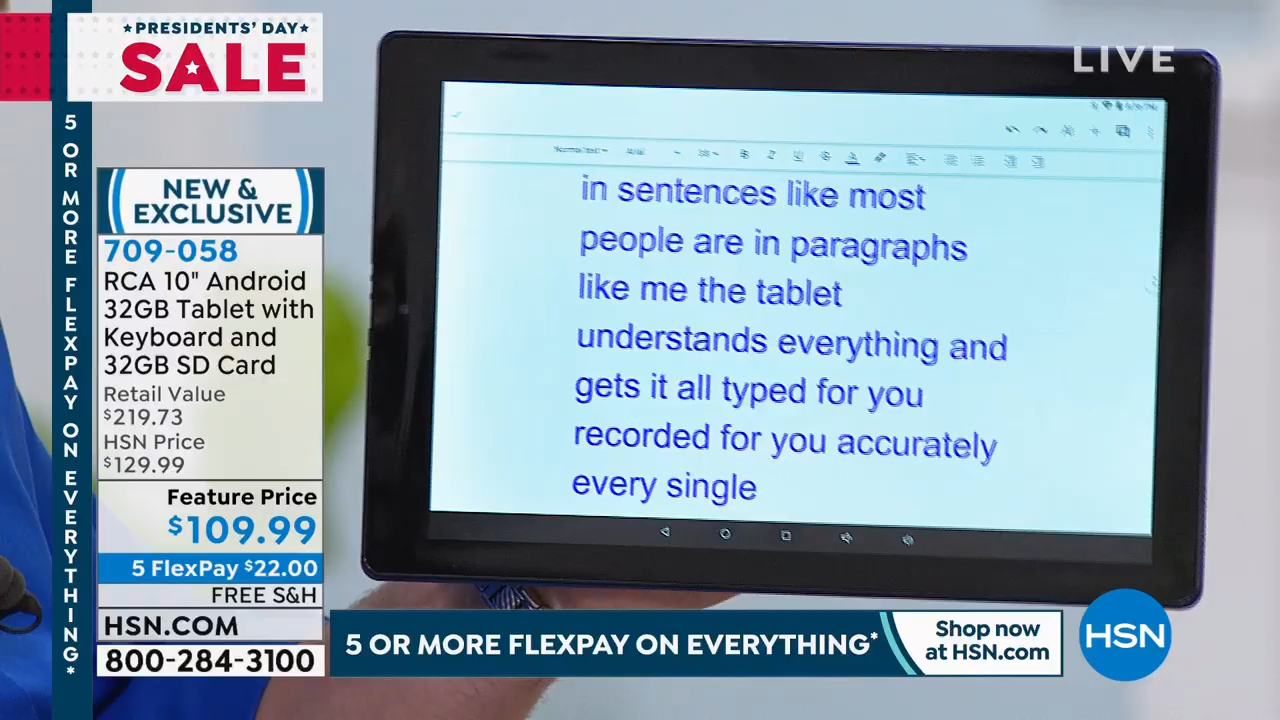 PRESIDENTS' DAY
SALE
5 OR MORE FLEXPAY ON EVERYTHING*
NEW &
EXCLUSIVE
709-058
RCA 10" Android
32GB Tablet with
Keyboard and
32GB SD Card
Retail Value
$219.73
HSN Price
$129.99
Feature Price
$109.99
5 FlexPay $22.00
FREE S&H
HSN.COM
800-284-3100
LIVE
in sentences like most
people are in paragraphs
like me the tablet
understands everything and
gets it all typed for you
recorded for you accurately
every single
5 OR MORE FLEXPAY ON EVERYTHING*
Shop now
at HSN.com
HSN